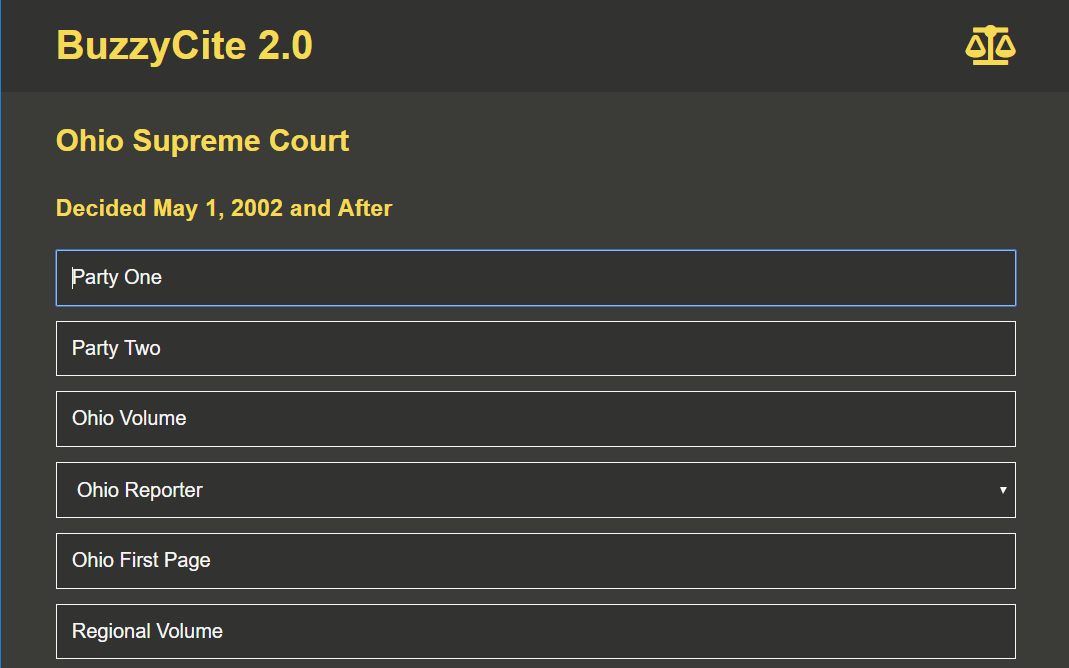 BuzzyCite 2.0
Ohio Supreme Court
Decided May 1, 2002 and After
Party One
Party Two
Ohio Volume
Ohio Reporter
Ohio First Page
Regional Volume